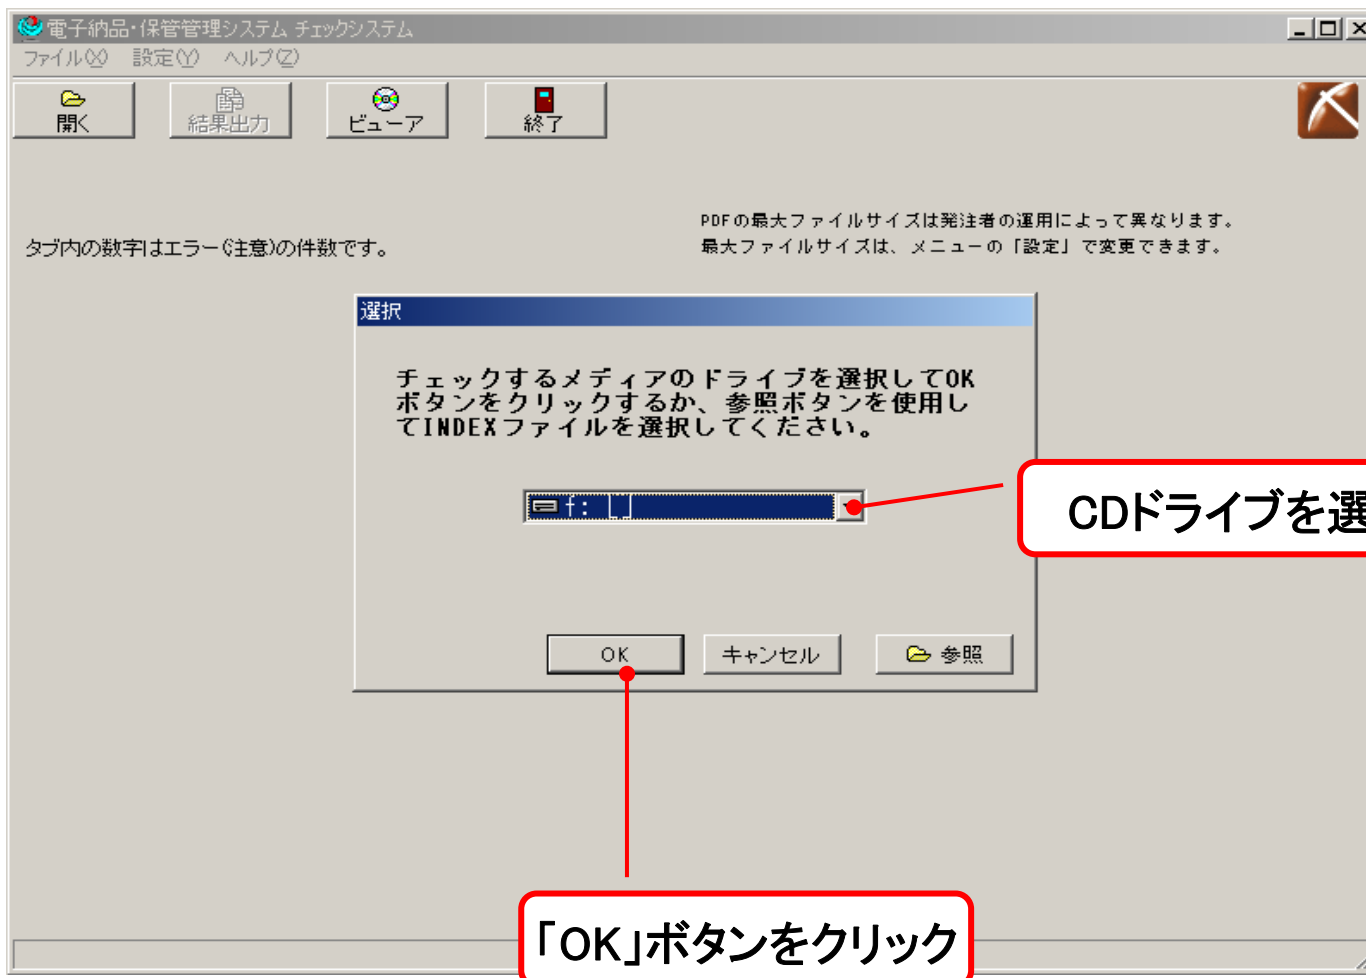 電子納品・保管管理システム チェックシステム
ファイル(X) 設定(Y) ヘルプ(Z)
開く 結果出力 ビューア 終了
PDFの最大ファイルサイズは発注者の運用によって異なります。
タブ内の数字はエラー(注意)の件数です。
最大ファイルサイズは、メニューの「設定」で変更できます。
選択
チェックするメディアのドライブを選択してOK
ボタンをクリックするか、参照ボタンを使用し
てINDEXファイルを選択してください。
f: []
CDドライブを選
OK キャンセル 参照
「OK」ボタンをクリック